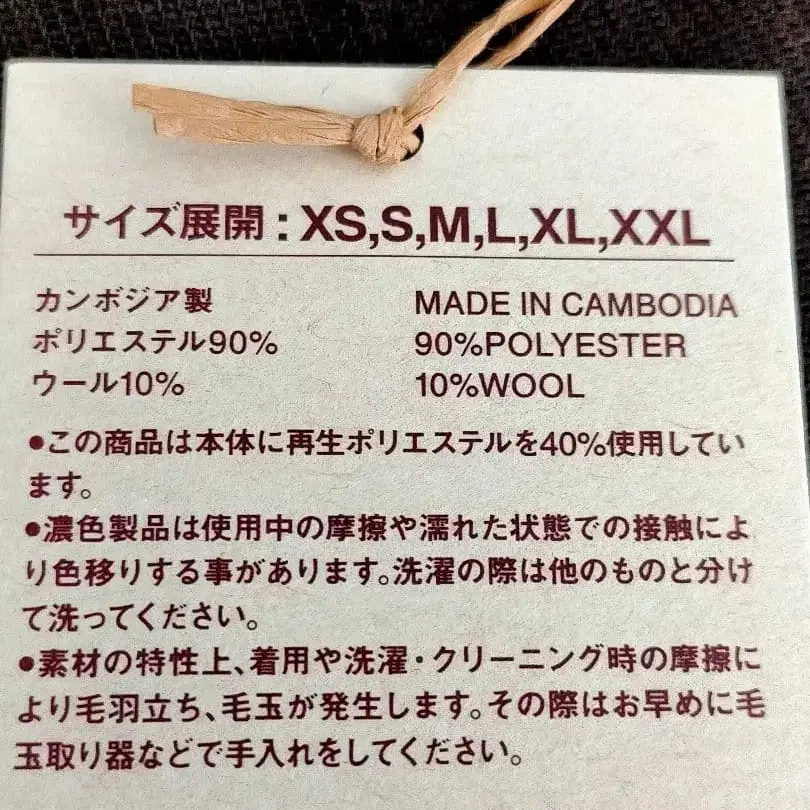 サイズ展開：XS,S,M,L,XL,XXL
カンボジア製 MADE IN CAMBODIA
ポリエステル90% 90%POLYESTER
ウール10% 10%WOOL
●この商品は本体に再生ポリエステルを40%使用してい
ます。
●濃色製品は使用中の摩擦や濡れた状態での接触によ
り色移りする事があります。洗濯の際は他のものと分け
て洗ってください。
●素材の特性上、着用や洗濯・クリーニング時の摩擦に
より毛羽立ち、毛玉が発生します。その際はお早めに毛
玉取り器などで手入れをしてください。